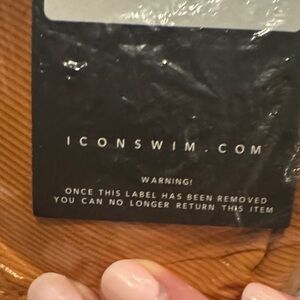 ICONSWIM.COM
WARNING!
ONCE THIS LABEL HAS BEEN REMOVED
YOU CAN NO LONGER RETURN THIS ITEM